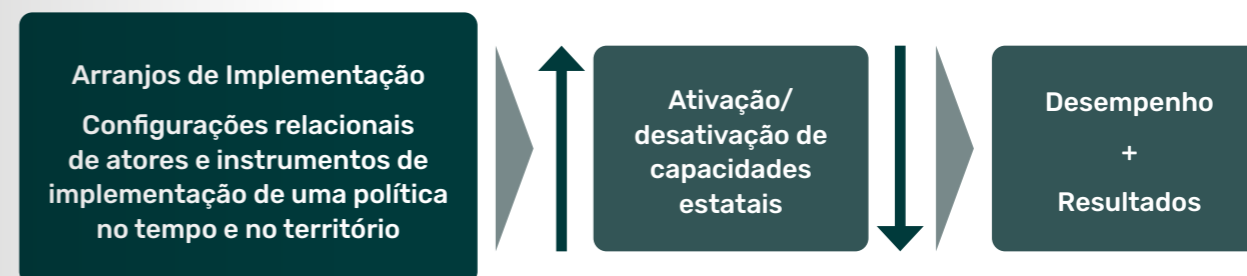 Arranjos de Implementação
Configurações relacionais
de atores e instrumentos de
implementação de uma política
no tempo e no território
Ativação/
desativação de
capacidades
estatais
Desempenho
+
Resultados